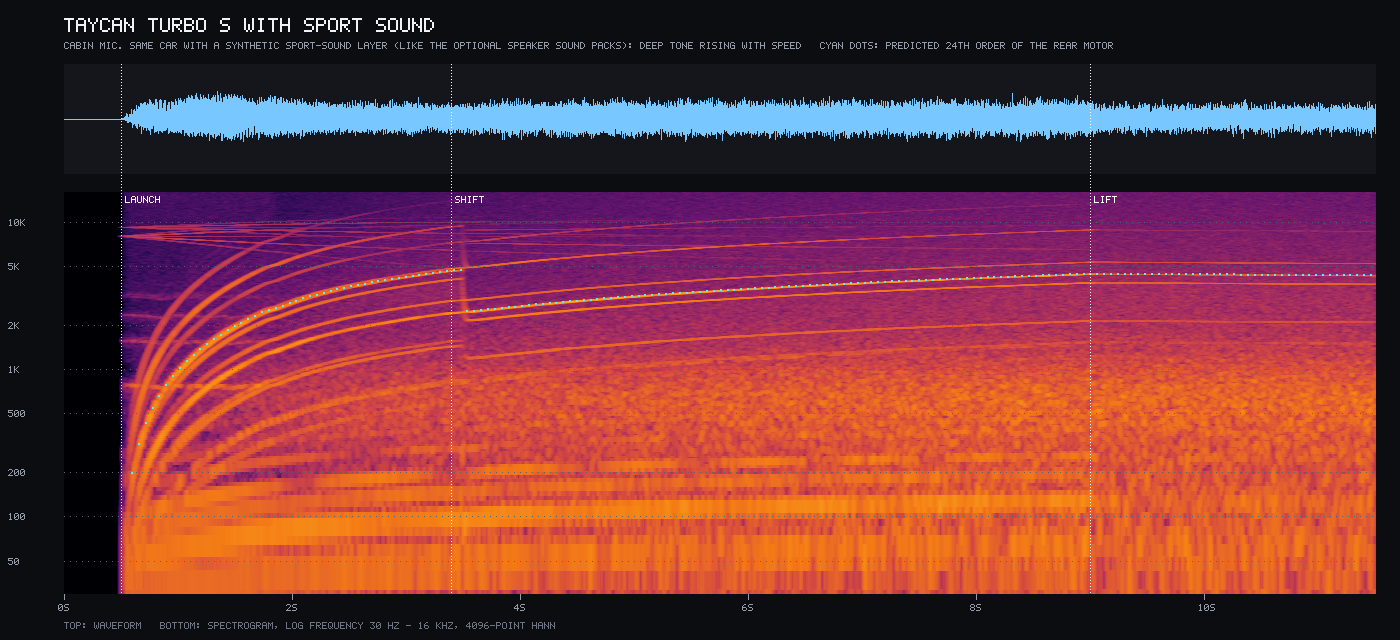 TAYCAN TURBO S WITH SPORT SOUND
CABIN MIC. SAME CAR WITH A SYNTHETIC SPORT-SOUND LAYER (LIKE THE OPTIONAL SPEAKER SOUND PACKS): DEEP TONE RISING WITH SPEED   CYAN DOTS: PREDICTED 24TH ORDER OF THE REAR MOTOR
LAUNCH SHIFT LIFT
10K
5K
2K
1K
500
200
100
50
0S 2S 4S 6S 8S 10S
TOP: WAVEFORM   BOTTOM: SPECTROGRAM, LOG FREQUENCY 30 HZ - 16 KHZ, 4096-POINT HANN